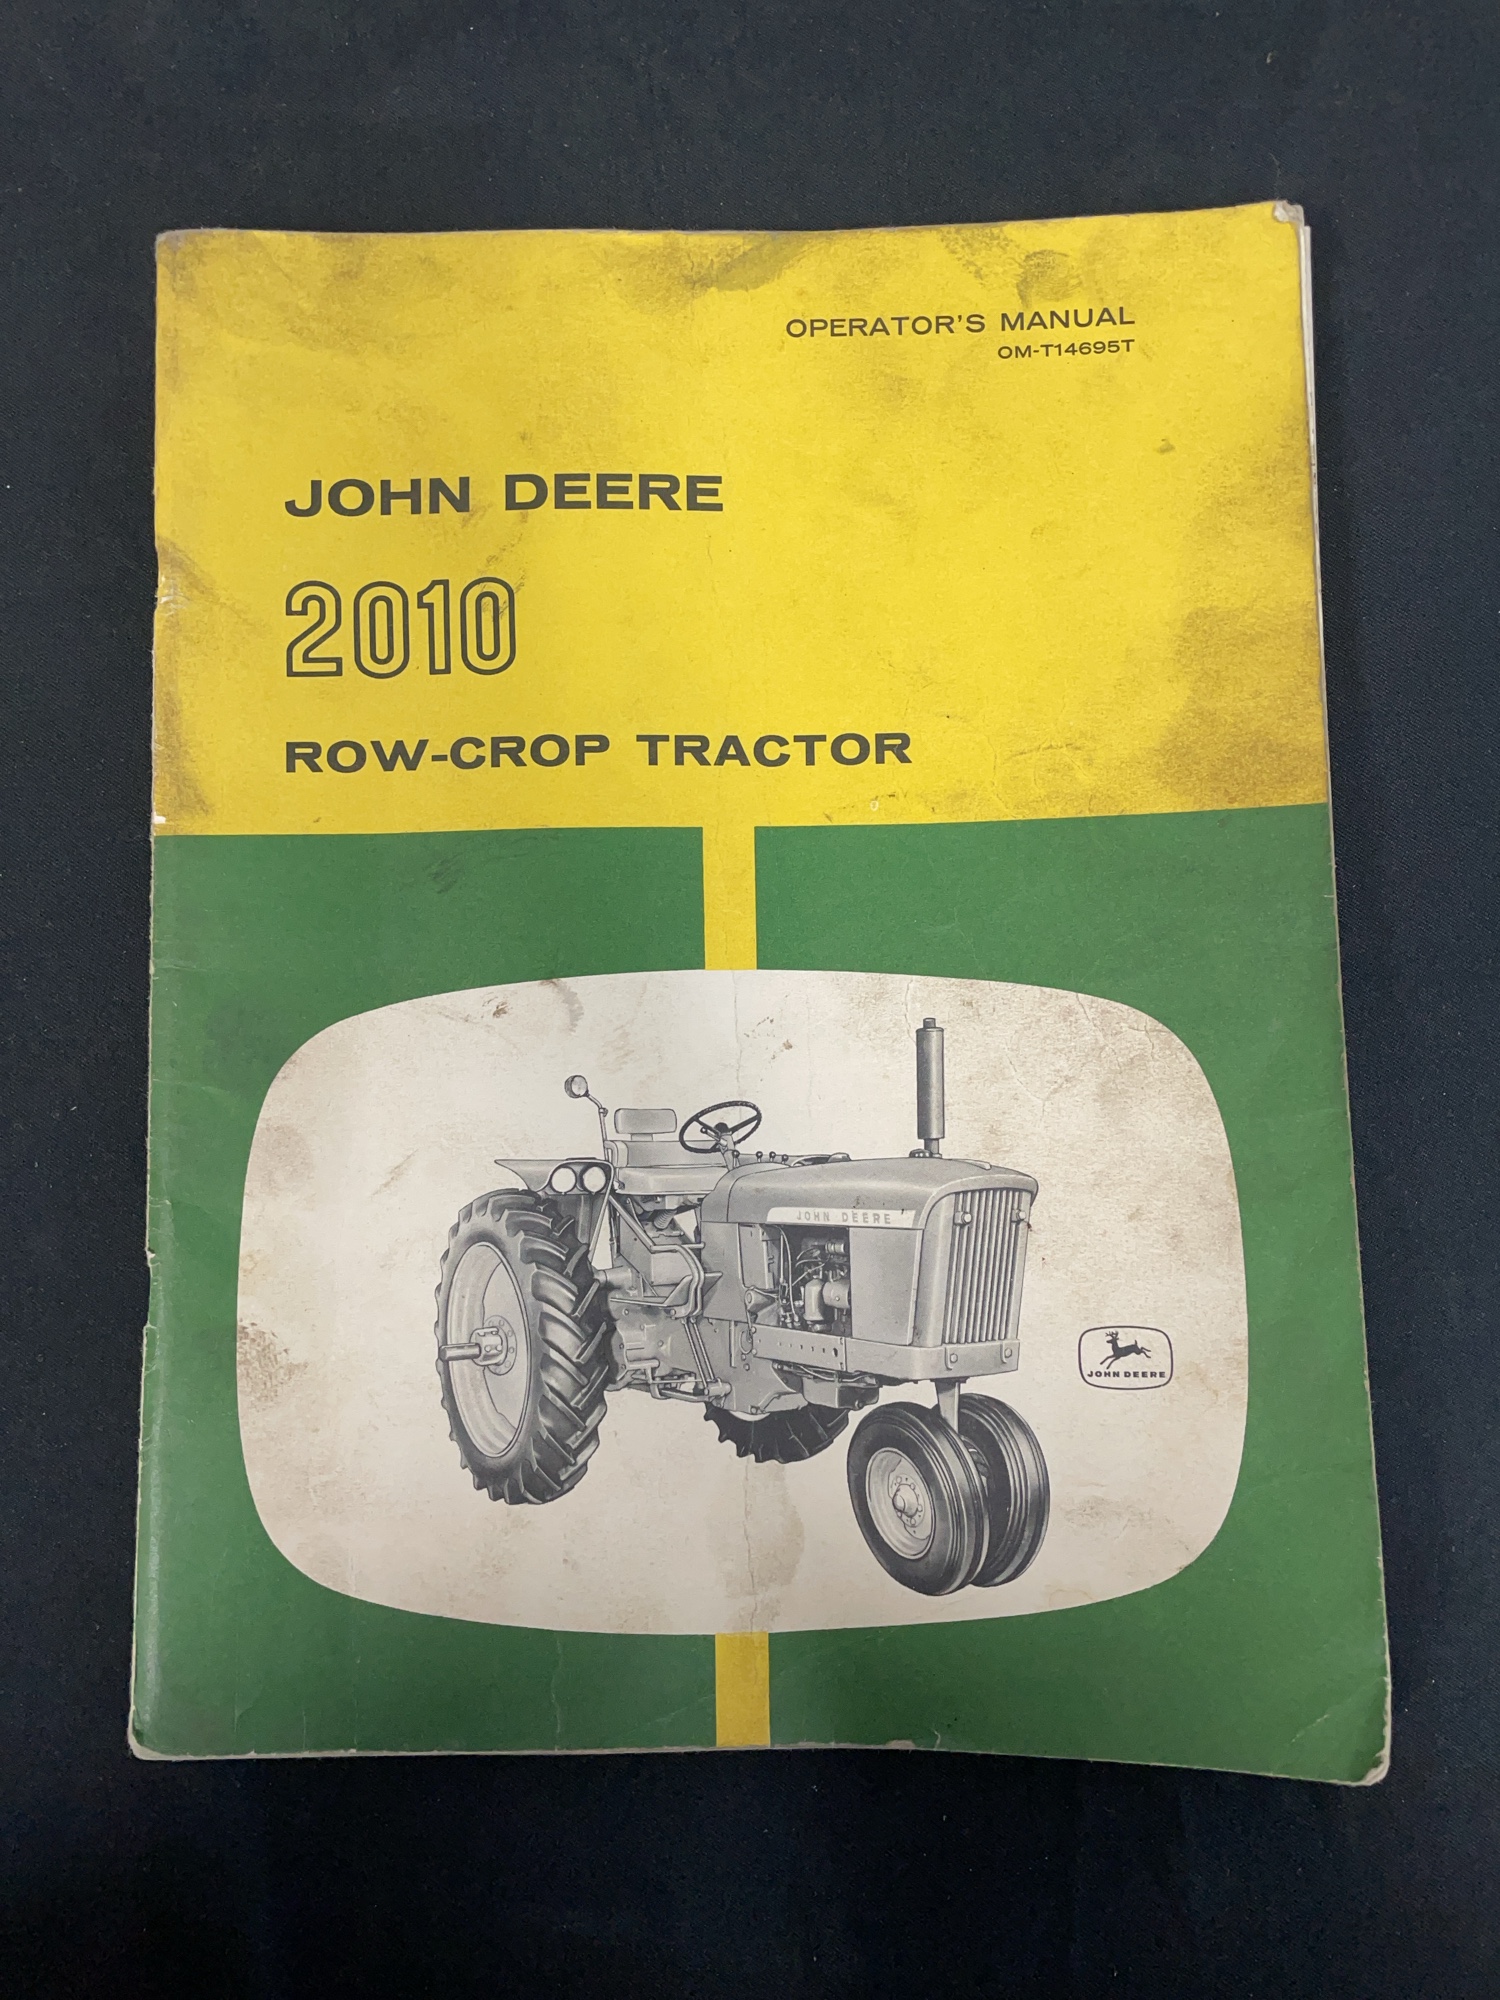 OPERATOR'S MANUAL
OM-T14695T
JOHN DEERE
2010
ROW-CROP TRACTOR
JOHN DEERE
JOHN DEERE